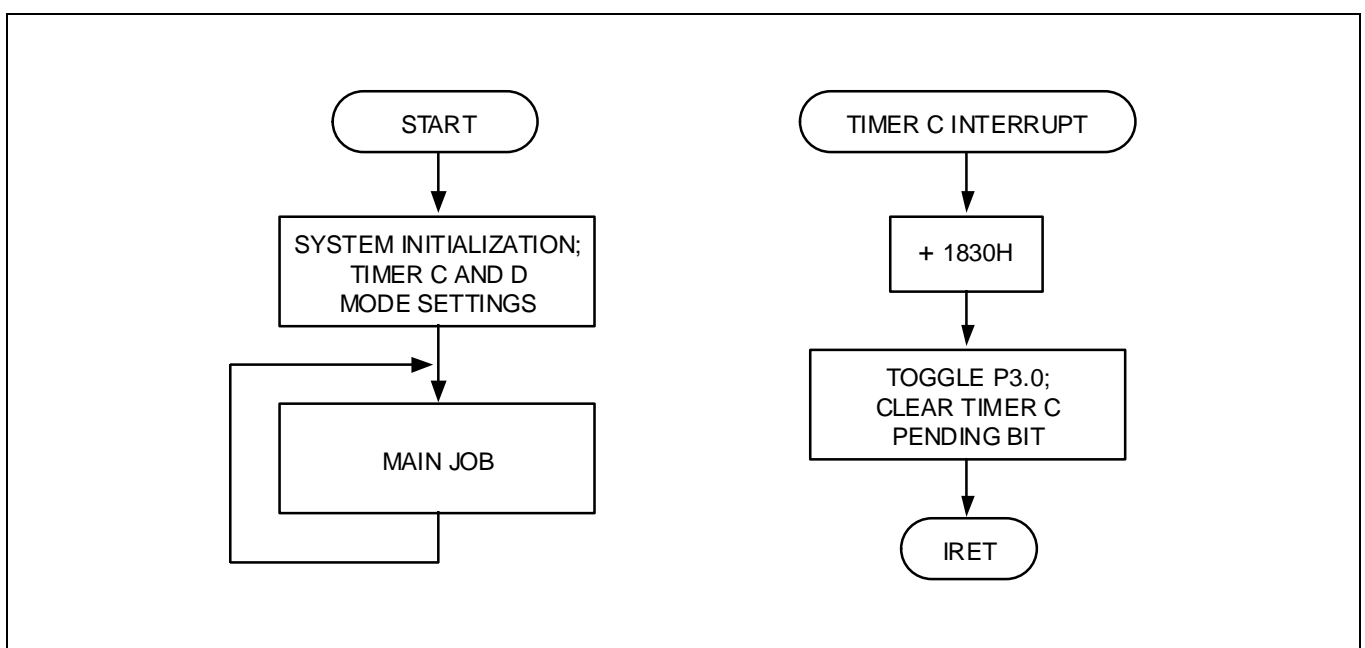 START
SYSTEM INITIALIZATION;
TIMER C AND D
MODE SETTINGS
MAIN JOB
TIMER C INTERRUPT
+ 1830H
TOGGLE P3.0;
CLEAR TIMER C
PENDING BIT
IRET